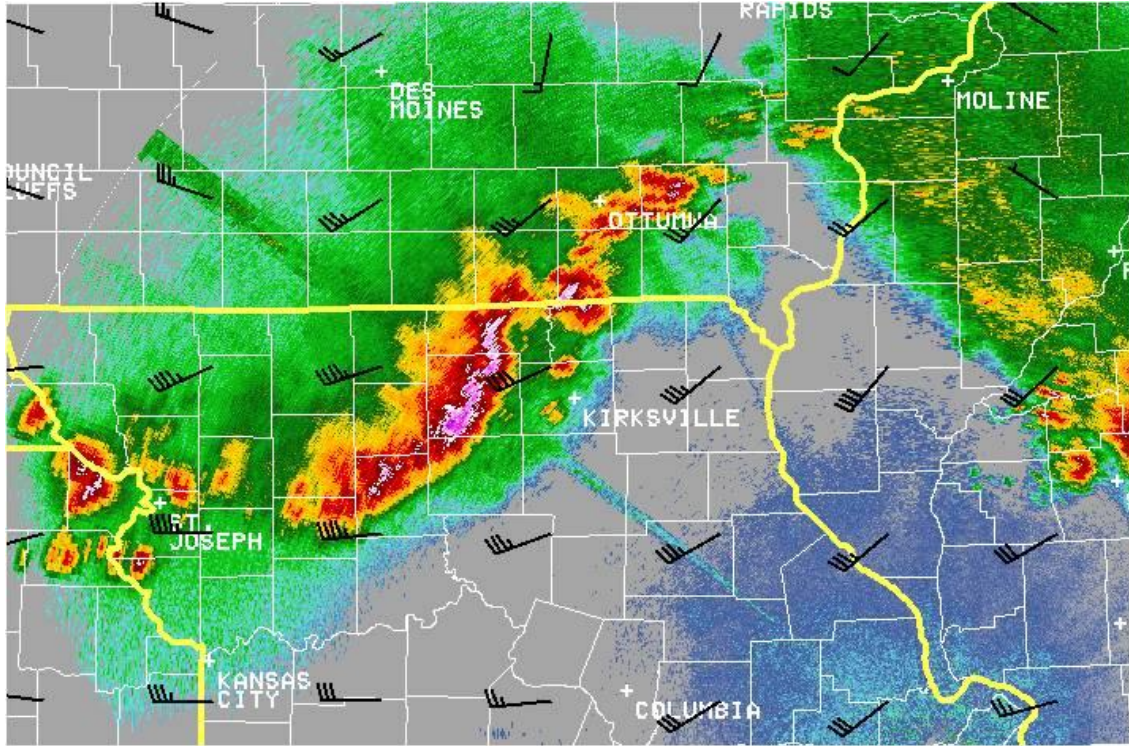 RAPIDS
DES
MOINES
MOLINE
OUNCIL
LUFFS
OTTUMWA
KIRKSVILLE
ST.
JOSEPH
KANSAS
CITY
COLUMBIA